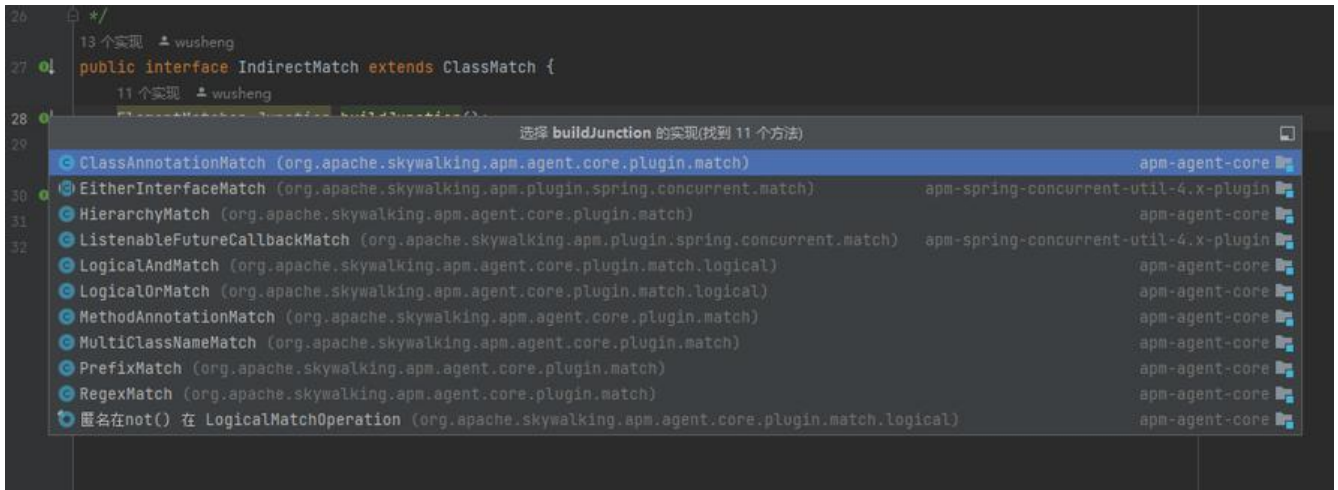 26 */
13 个实现 wusheng
27 public interface IndirectMatch extends ClassMatch {
11 个实现 wusheng
28 ElementMatcher.Junction buildJunction();
选择 buildJunction 的实现(找到 11 个方法)
29
ClassAnnotationMatch (org.apache.skywalking.apm.agent.core.plugin.match) apm-agent-core
30 EitherInterfaceMatch (org.apache.skywalking.apm.plugin.spring.concurrent.match) apm-spring-concurrent-util-4.x-plugin
31 HierarchyMatch (org.apache.skywalking.apm.agent.core.plugin.match) apm-agent-core
32 ListenableFutureCallbackMatch (org.apache.skywalking.apm.plugin.spring.concurrent.match) apm-spring-concurrent-util-4.x-plugin
LogicalAndMatch (org.apache.skywalking.apm.agent.core.plugin.match.logical) apm-agent-core
LogicalOrMatch (org.apache.skywalking.apm.agent.core.plugin.match.logical) apm-agent-core
MethodAnnotationMatch (org.apache.skywalking.apm.agent.core.plugin.match) apm-agent-core
MultiClassNameMatch (org.apache.skywalking.apm.agent.core.plugin.match) apm-agent-core
PrefixMatch (org.apache.skywalking.apm.agent.core.plugin.match) apm-agent-core
RegexMatch (org.apache.skywalking.apm.agent.core.plugin.match) apm-agent-core
匿名在not() 在 LogicalMatchOperation (org.apache.skywalking.apm.agent.core.plugin.match.logical) apm-agent-core